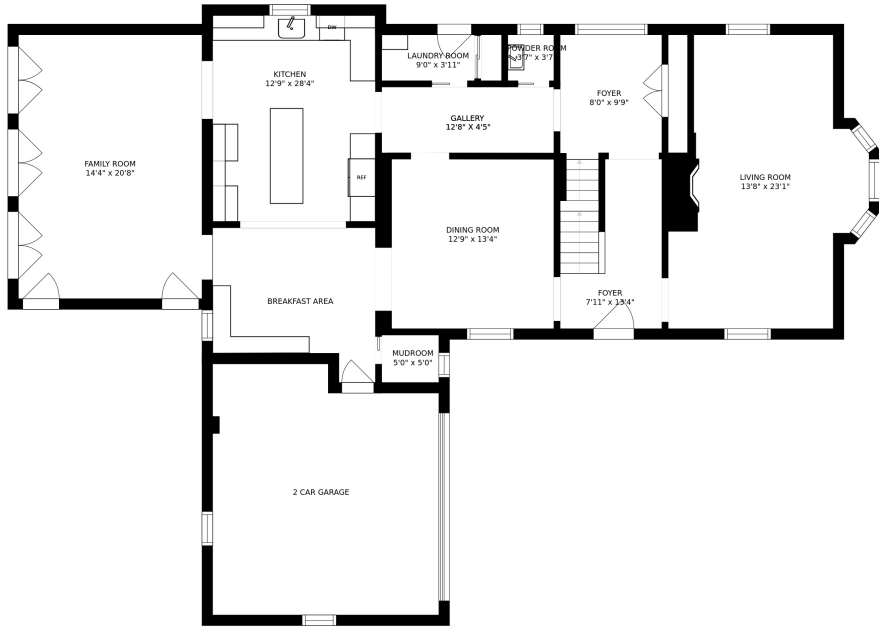 DW
LAUNDRY ROOM
9'0" x 3'11"
POWDER ROOM
3'7" x 3'7
KITCHEN
12'9" x 28'4"
FOYER
8'0" x 9'9"
GALLERY
12'8" X 4'5"
FAMILY ROOM
14'4" x 20'8"
REF
LIVING ROOM
13'8" x 23'1"
DINING ROOM
12'9" x 13'4"
BREAKFAST AREA
FOYER
7'11" x 13'4"
MUDROOM
5'0" x 5'0"
2 CAR GARAGE